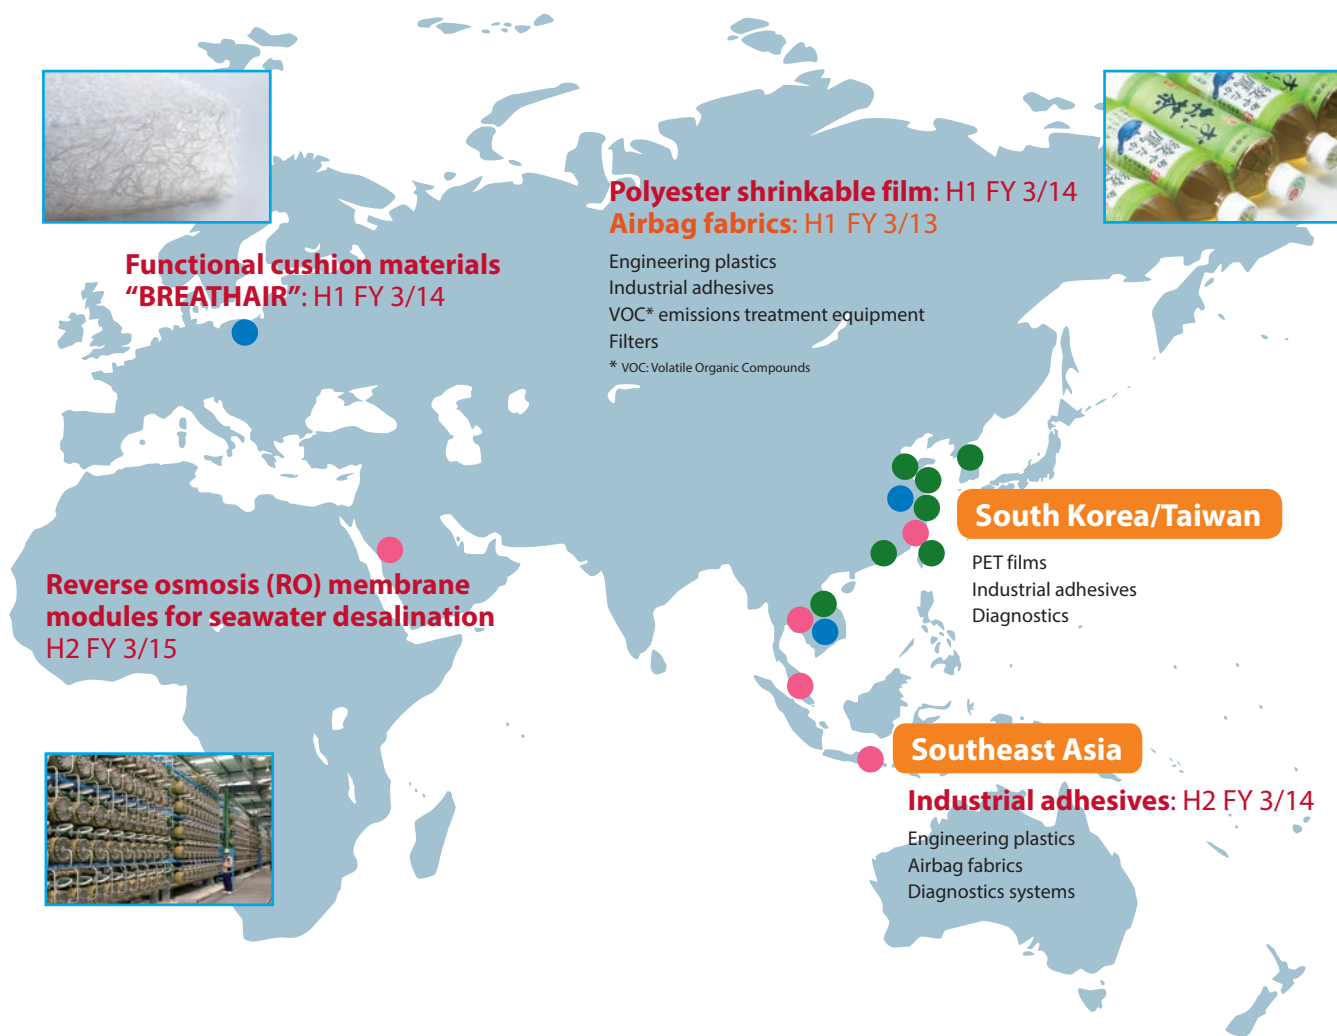 Polyester shrinkable film: H1 FY 3/14
Airbag fabrics: H1 FY 3/13
Engineering plastics
Industrial adhesives
VOC* emissions treatment equipment
Filters
* VOC: Volatile Organic Compounds
Functional cushion materials
“BREATHAIR”: H1 FY 3/14
South Korea/Taiwan
PET films
Industrial adhesives
Diagnostics
Reverse osmosis (RO) membrane
modules for seawater desalination
H2 FY 3/15
Southeast Asia
Industrial adhesives: H2 FY 3/14
Engineering plastics
Airbag fabrics
Diagnostics systems